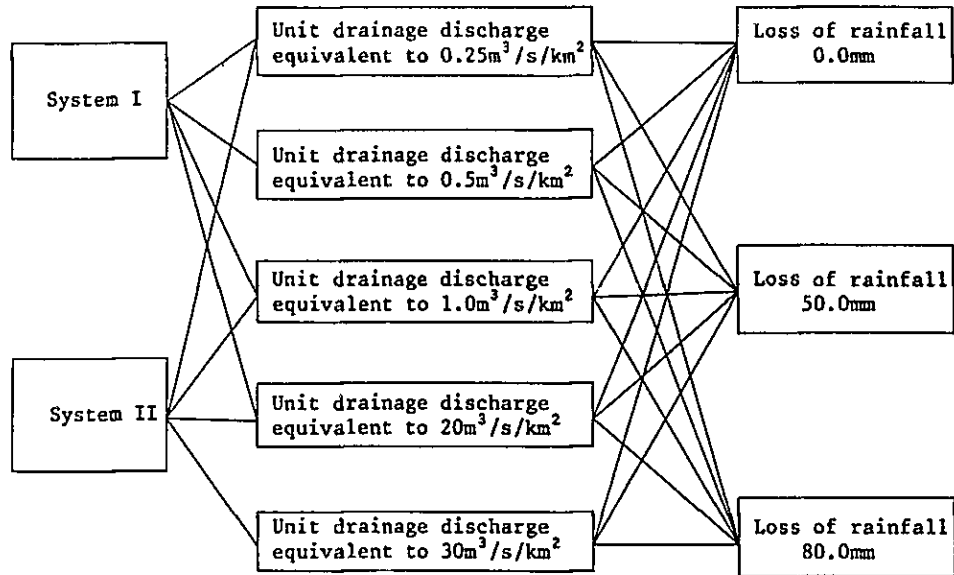 System I
System II
Unit drainage discharge
equivalent to 0.25m³/s/km²
Unit drainage discharge
equivalent to 0.5m³/s/km²
Unit drainage discharge
equivalent to 1.0m³/s/km²
Unit drainage discharge
equivalent to 20m³/s/km²
Unit drainage discharge
equivalent to 30m³/s/km²
Loss of rainfall
0.0mm
Loss of rainfall
50.0mm
Loss of rainfall
80.0mm